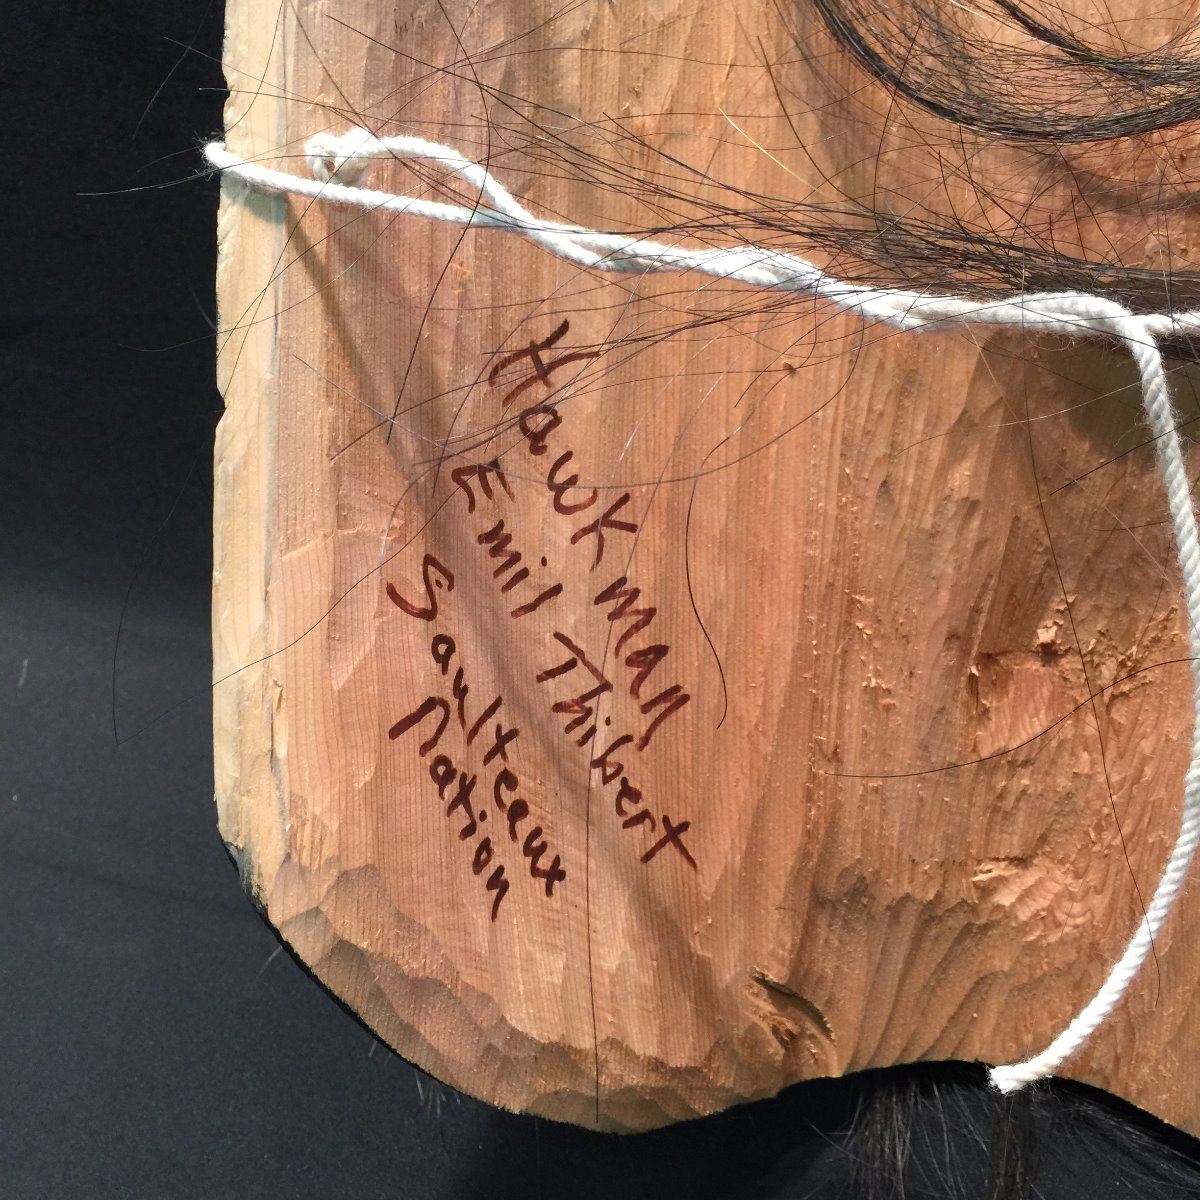 Hawk man
Emil Thibert
Saulteaux
nation